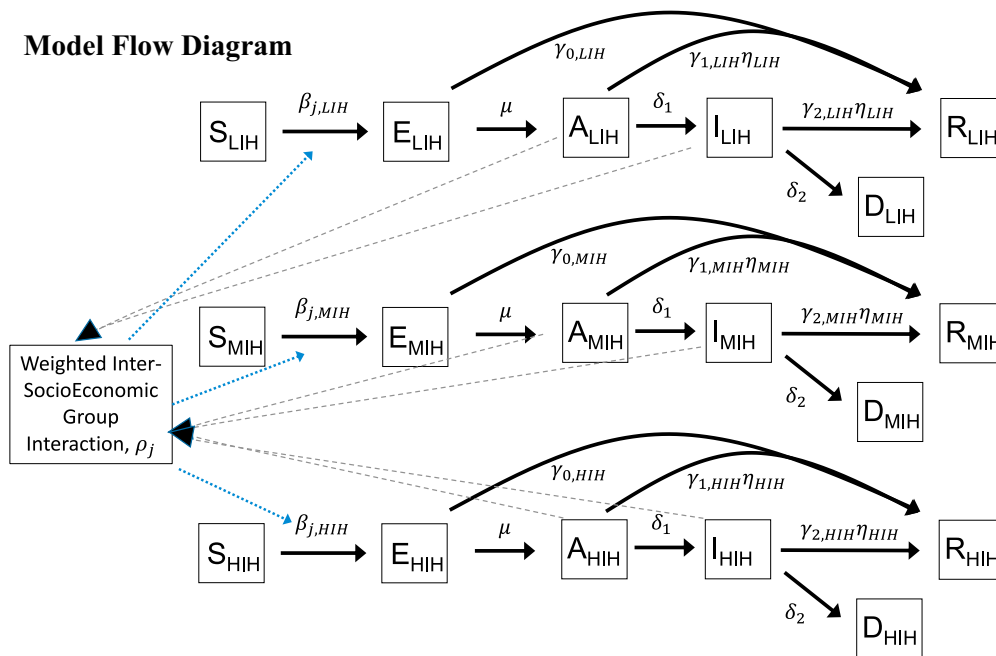 Model Flow Diagram
γ0,LIH
γ1,LIHηLIH
βj,LIH
μ
δ1
γ2,LIHηLIH
SLIH
ELIH
ALIH
ILIH
RLIH
δ2
DLIH
γ0,MIH
γ1,MIHηMIH
βj,MIH
μ
δ1
γ2,MIHηMIH
SMIH
EMIH
AMIH
IMIH
RMIH
δ2
DMIH
Weighted Inter-
SocioEconomic
Group
Interaction, ρj
γ0,HIH
γ1,HIHηHIH
βj,HIH
μ
δ1
γ2,HIHηHIH
SHIH
EHIH
AHIH
IHIH
RHIH
δ2
DHIH